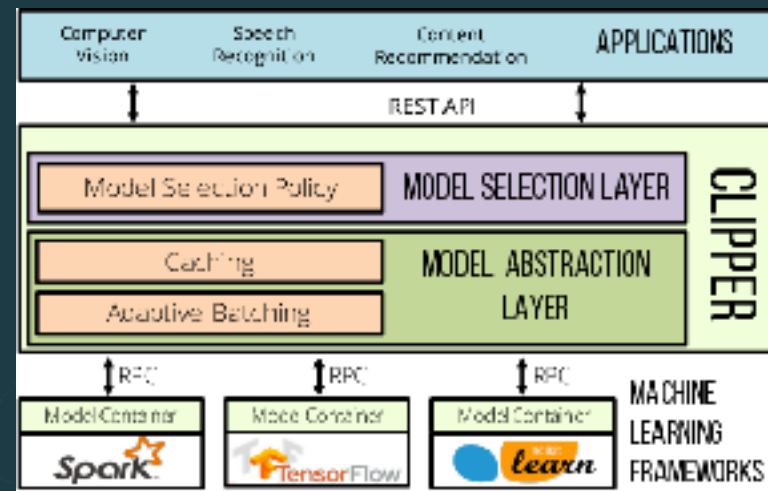 Computer
Vision
Speech
Recognition
Content
Recommendation
APPLICATIONS
REST API
Model Selection Policy
MODEL SELECTION LAYER
CLIPPER
Caching
Adaptive Batching
MODEL ABSTRACTION
LAYER
RPC
RPC
RPC
Model Container
Model Container
Model Container
MACHINE
LEARNING
FRAMEWORKS
Spark
TensorFlow
learn